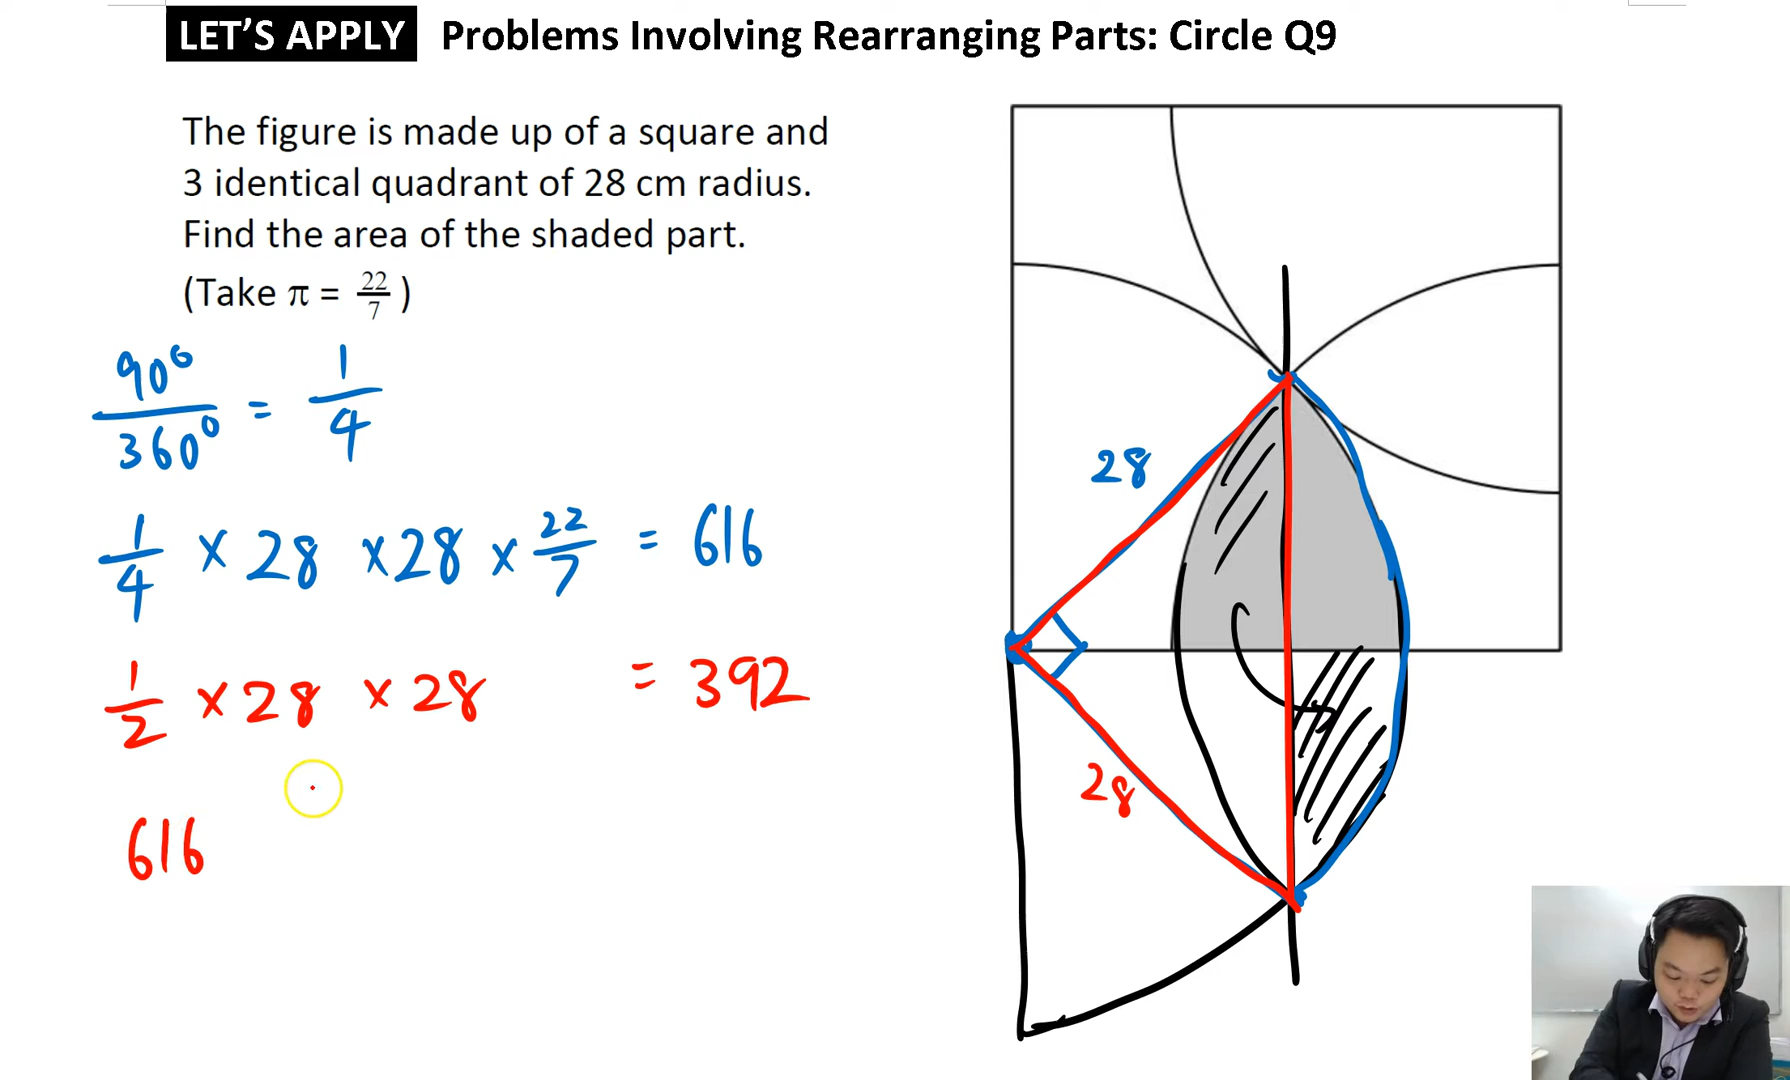 LET'S APPLY Problems Involving Rearranging Parts: Circle Q9
The figure is made up of a square and
3 identical quadrant of 28 cm radius.
Find the area of the shaded part.
(Take π = 22/7)
90°/360° = 1/4
1/4 × 28 × 28 × 22/7 = 616
1/2 × 28 × 28 = 392
616
28
28